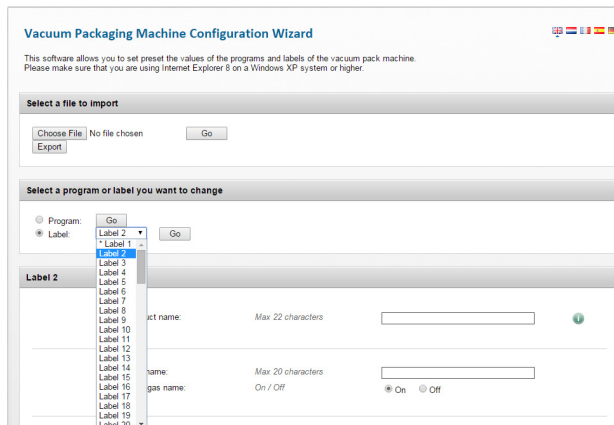 Vacuum Packaging Machine Configuration Wizard
This software allows you to set preset the values of the programs and labels of the vacuum pack machine.
Please make sure that you are using Internet Explorer 8 on a Windows XP system or higher.
Select a file to import
Choose File No file chosen Go
Export
Select a program or label you want to change
Program: Go
Label: Label 2 Go
* Label 1
Label 2
Label 3
Label 4
Label 5
Label 6
Label 7
Label 8
Label 9
Label 10
Label 11
Label 12
Label 13
Label 14
Label 15
Label 16
Label 17
Label 18
Label 19
Label 20
Label 2
uct name: Max 22 characters
name: Max 20 characters
gas name: On / Off On Off